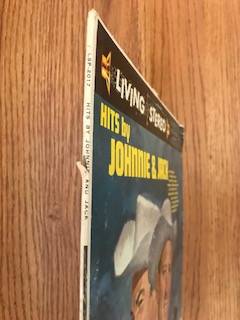 LSP-2017 HITS BY JOHNNIE AND JACK
LIVING STEREO
HITS by
JOHNNIE & JACK